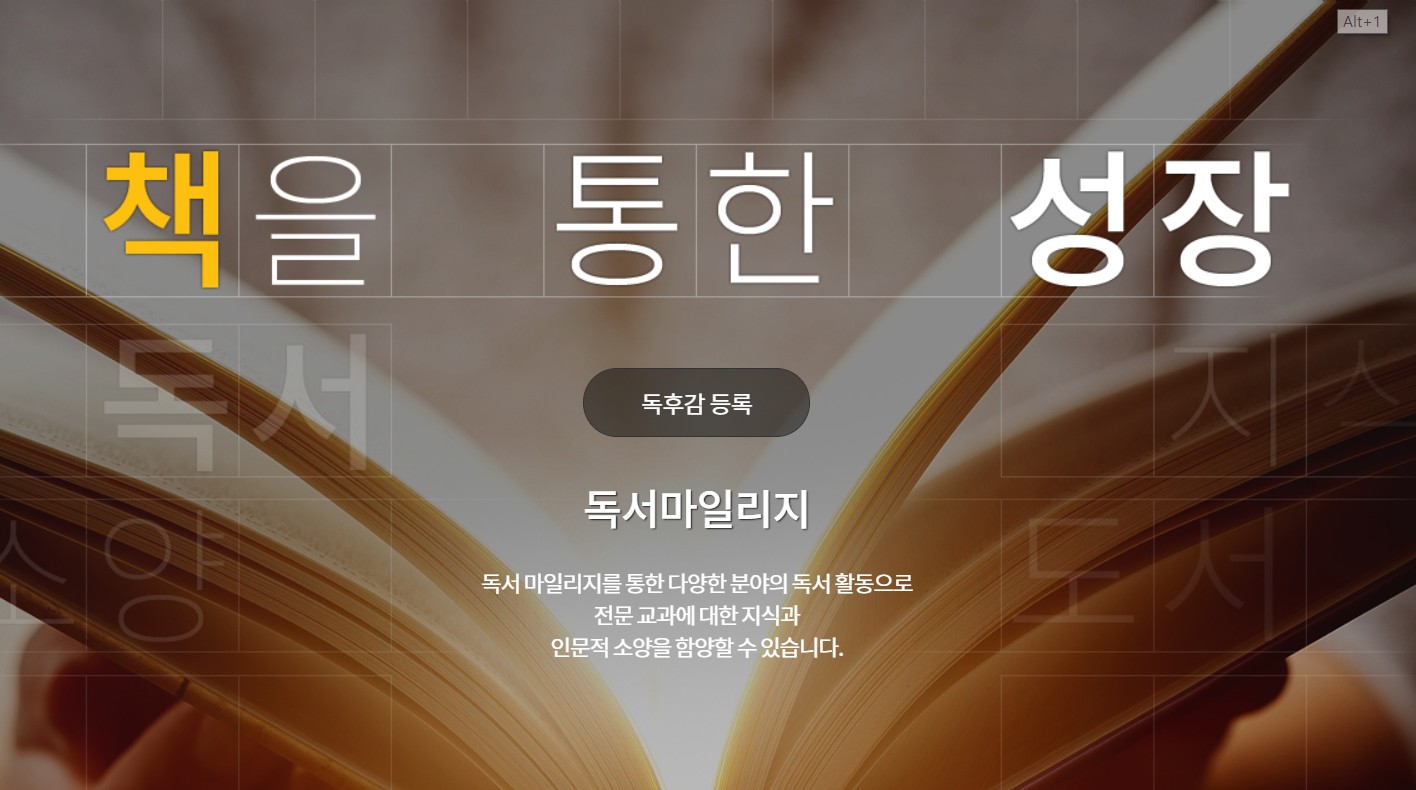 Alt+1
책을 통한 성장
독서
지식
소양
도서
독후감 등록
독서마일리지
독서 마일리지를 통한 다양한 분야의 독서 활동으로
전문 교과에 대한 지식과
인문적 소양을 함양할 수 있습니다.